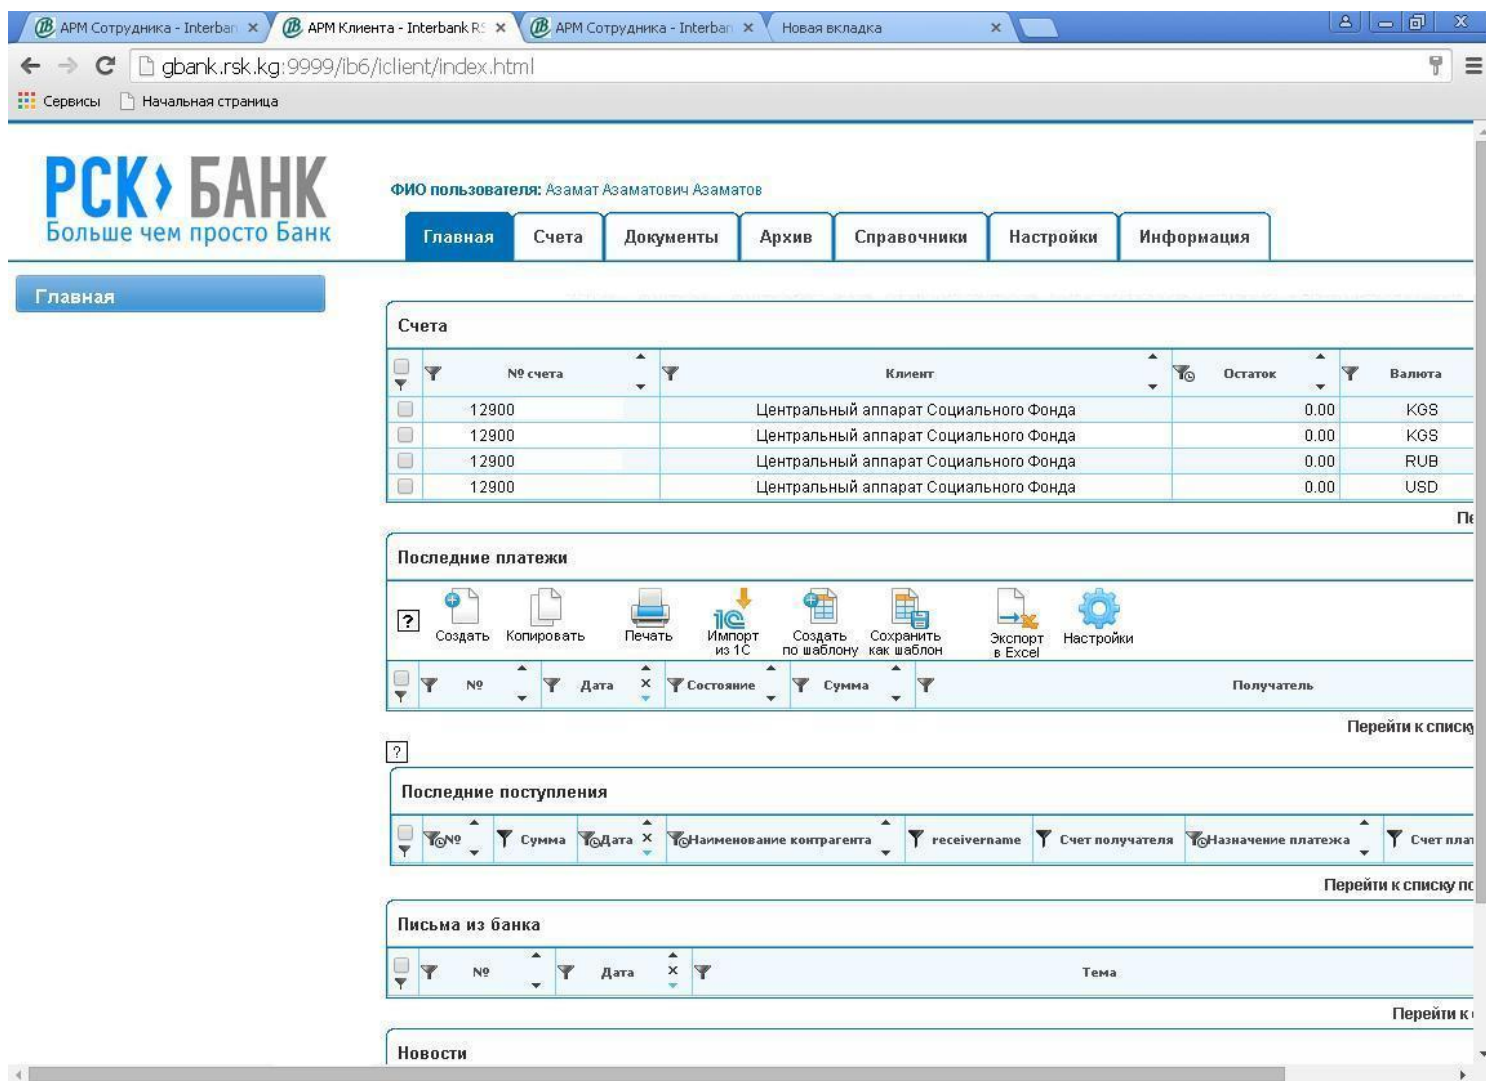 АРМ Сотрудника - Interban
АРМ Клиента - Interbank RS
АРМ Сотрудника - Interban
Новая вкладка
gbank.rsk.kg:9999/ib6/iclient/index.html
Сервисы Начальная страница
РСК БАНК
Больше чем просто Банк
ФИО пользователя: Азамат Азаматович Азаматов
Главная Счета Документы Архив Справочники Настройки Информация
Главная
Счета
№ счета Клиент Остаток Валюта
12900 Центральный аппарат Социального Фонда 0.00 KGS
12900 Центральный аппарат Социального Фонда 0.00 KGS
12900 Центральный аппарат Социального Фонда 0.00 RUB
12900 Центральный аппарат Социального Фонда 0.00 USD
Пе
Последние платежи
? Создать Копировать Печать Импорт из 1С Создать по шаблону Сохранить как шаблон Экспорт в Excel Настройки
№ Дата Состояние Сумма Получатель
Перейти к списку
?
Последние поступления
№ Сумма Дата Наименование контрагента receivername Счет получателя Назначение платежа Счет плат
Перейти к списку по
Письма из банка
№ Дата Тема
Перейти к
Новости